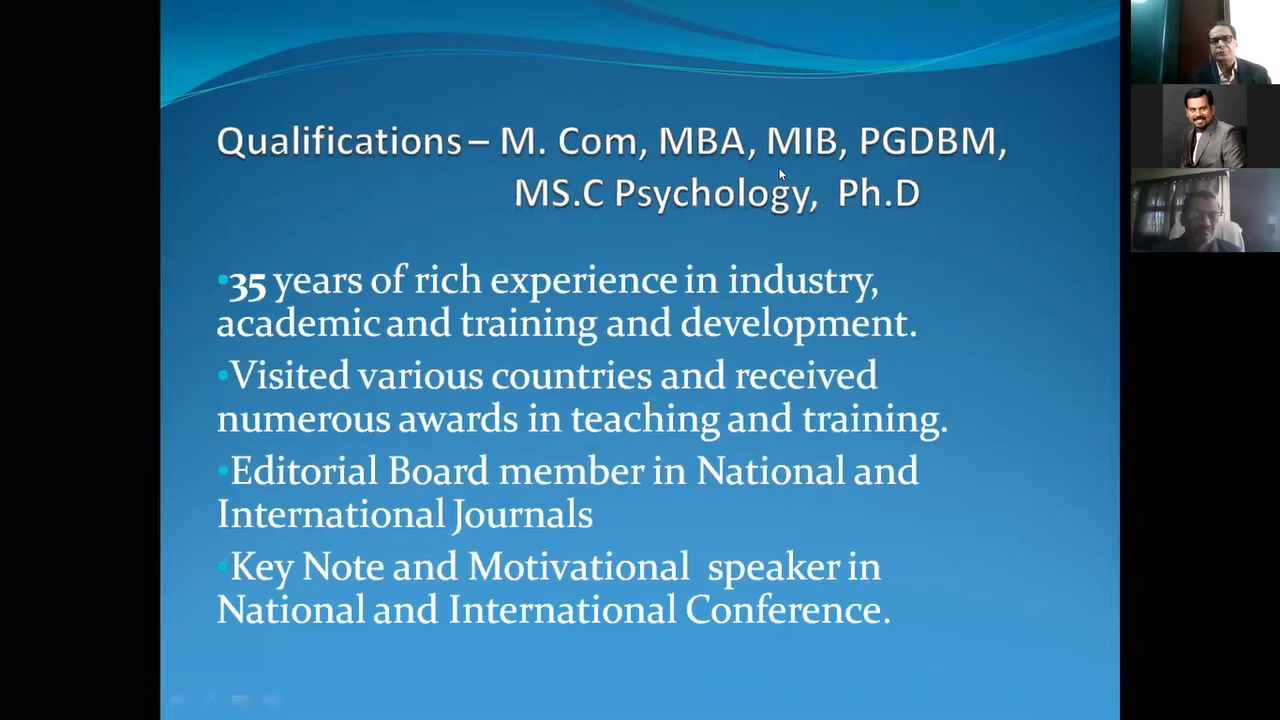 Qualifications – M. Com, MBA, MIB, PGDBM,
MS.C Psychology, Ph.D
•35 years of rich experience in industry,
academic and training and development.
•Visited various countries and received
numerous awards in teaching and training.
•Editorial Board member in National and
International Journals
•Key Note and Motivational speaker in
National and International Conference.